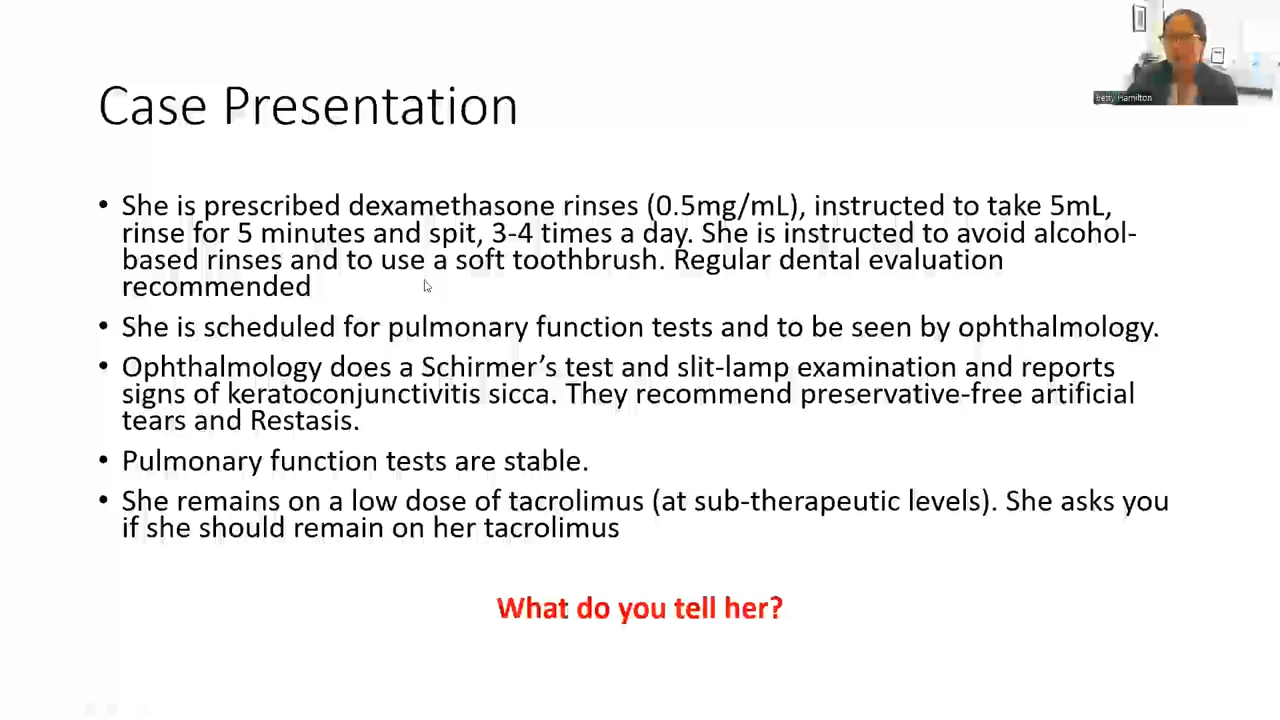 Betty Hamilton
Case Presentation
• She is prescribed dexamethasone rinses (0.5mg/mL), instructed to take 5mL,
rinse for 5 minutes and spit, 3-4 times a day. She is instructed to avoid alcohol-
based rinses and to use a soft toothbrush. Regular dental evaluation
recommended
• She is scheduled for pulmonary function tests and to be seen by ophthalmology.
• Ophthalmology does a Schirmer’s test and slit-lamp examination and reports
signs of keratoconjunctivitis sicca. They recommend preservative-free artificial
tears and Restasis.
• Pulmonary function tests are stable.
• She remains on a low dose of tacrolimus (at sub-therapeutic levels). She asks you
if she should remain on her tacrolimus
What do you tell her?